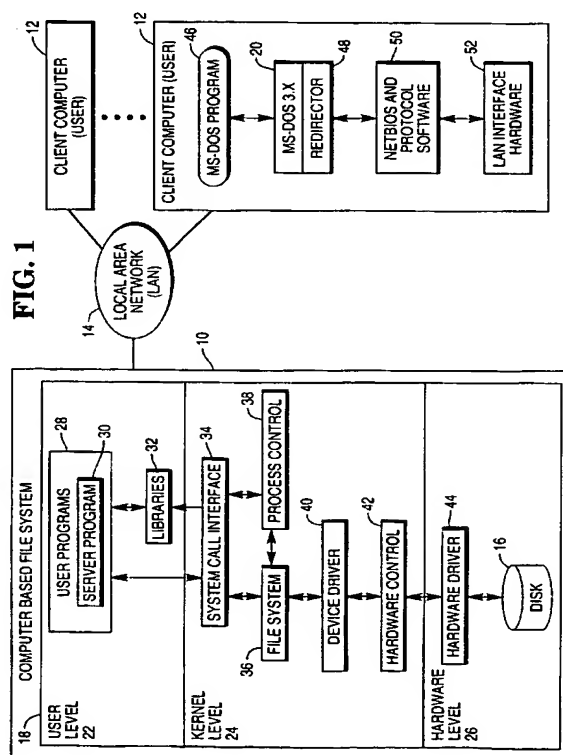 FIG. 1
COMPUTER BASED FILE SYSTEM
10
18
USER
LEVEL 22
USER PROGRAMS
28
SERVER PROGRAM
30
LIBRARIES
32
KERNEL
LEVEL
24
SYSTEM CALL INTERFACE
34
FILE SYSTEM
36
PROCESS CONTROL
38
DEVICE DRIVER
40
HARDWARE CONTROL
42
HARDWARE
LEVEL
26
HARDWARE DRIVER
44
DISK
16
14
LOCAL AREA
NETWORK
(LAN)
CLIENT COMPUTER
(USER)
12
CLIENT COMPUTER (USER)
12
MS-DOS PROGRAM
46
MS-DOS 3.X
20
REDIRECTOR
48
NETBIOS AND
PROTOCOL
SOFTWARE
50
LAN INTERFACE
HARDWARE
52